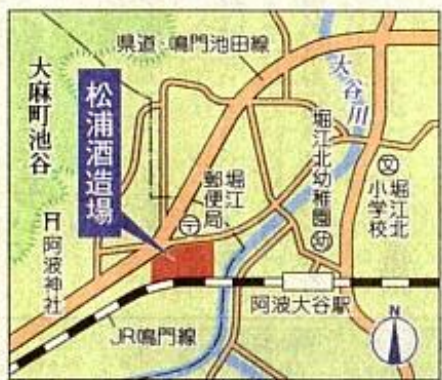 県道・鳴門池田線
大谷川
大麻町池谷
松浦酒造場
堀江
郵便局
〒
堀江北幼稚園
幼
文
堀江北
小学校
阿波神社
阿波大谷駅
JR鳴門線
N